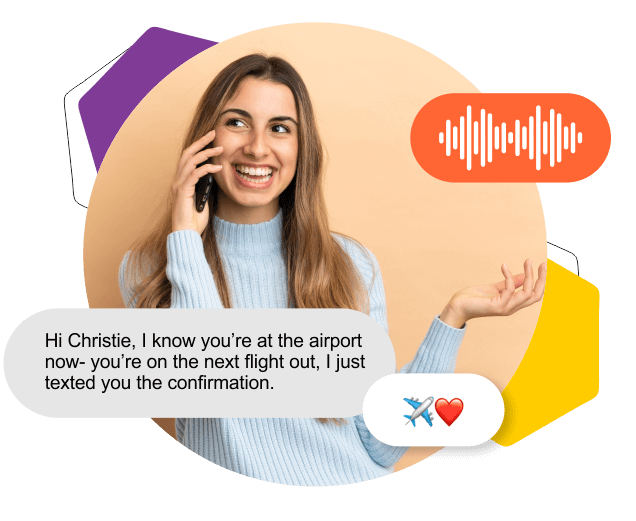 Hi Christie, I know you’re at the airport
now- you’re on the next flight out, I just
texted you the confirmation.
✈️❤️